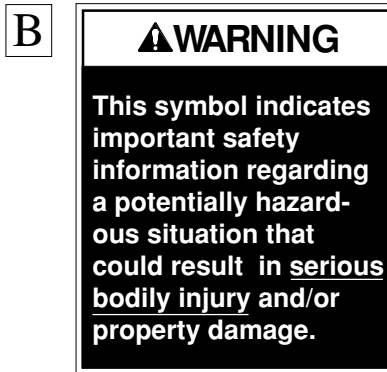 B
⚠WARNING
This symbol indicates
important safety
information regarding
a potentially hazard-
ous situation that
could result in serious
bodily injury and/or
property damage.